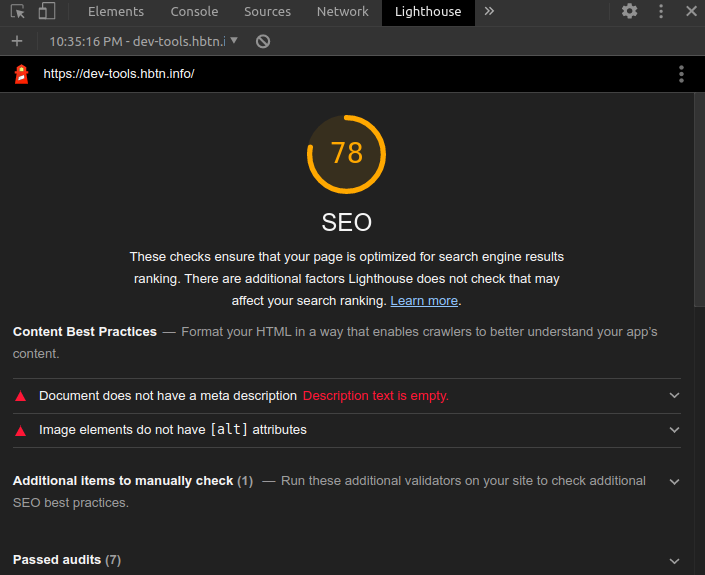 Elements Console Sources Network Lighthouse »
+ 10:35:16 PM - dev-tools.hbtn.i ▼
https://dev-tools.hbtn.info/
78
SEO
These checks ensure that your page is optimized for search engine results
ranking. There are additional factors Lighthouse does not check that may
affect your search ranking. Learn more.
Content Best Practices — Format your HTML in a way that enables crawlers to better understand your app's
content.
Document does not have a meta description Description text is empty.
Image elements do not have [alt] attributes
Additional items to manually check (1) — Run these additional validators on your site to check additional
SEO best practices.
Passed audits (7)